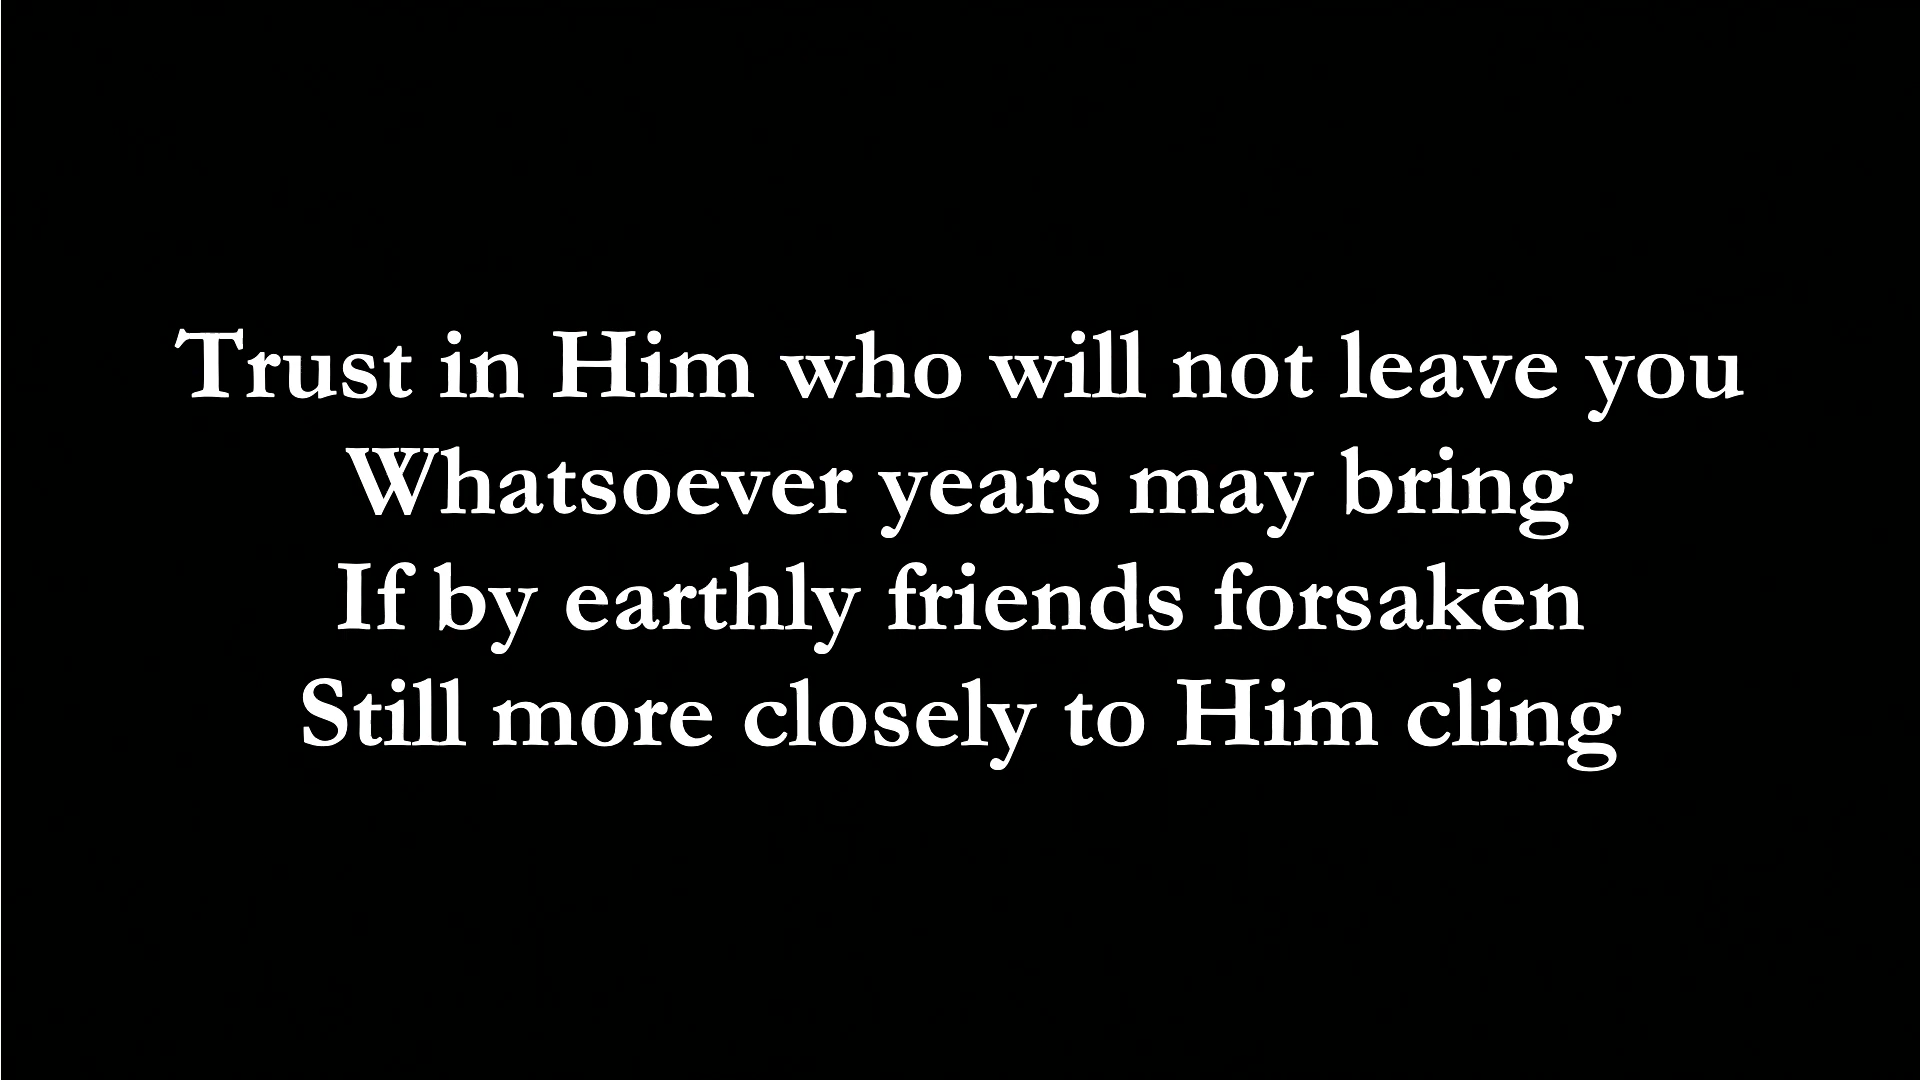 Trust in Him who will not leave you
Whatsoever years may bring
If by earthly friends forsaken
Still more closely to Him cling